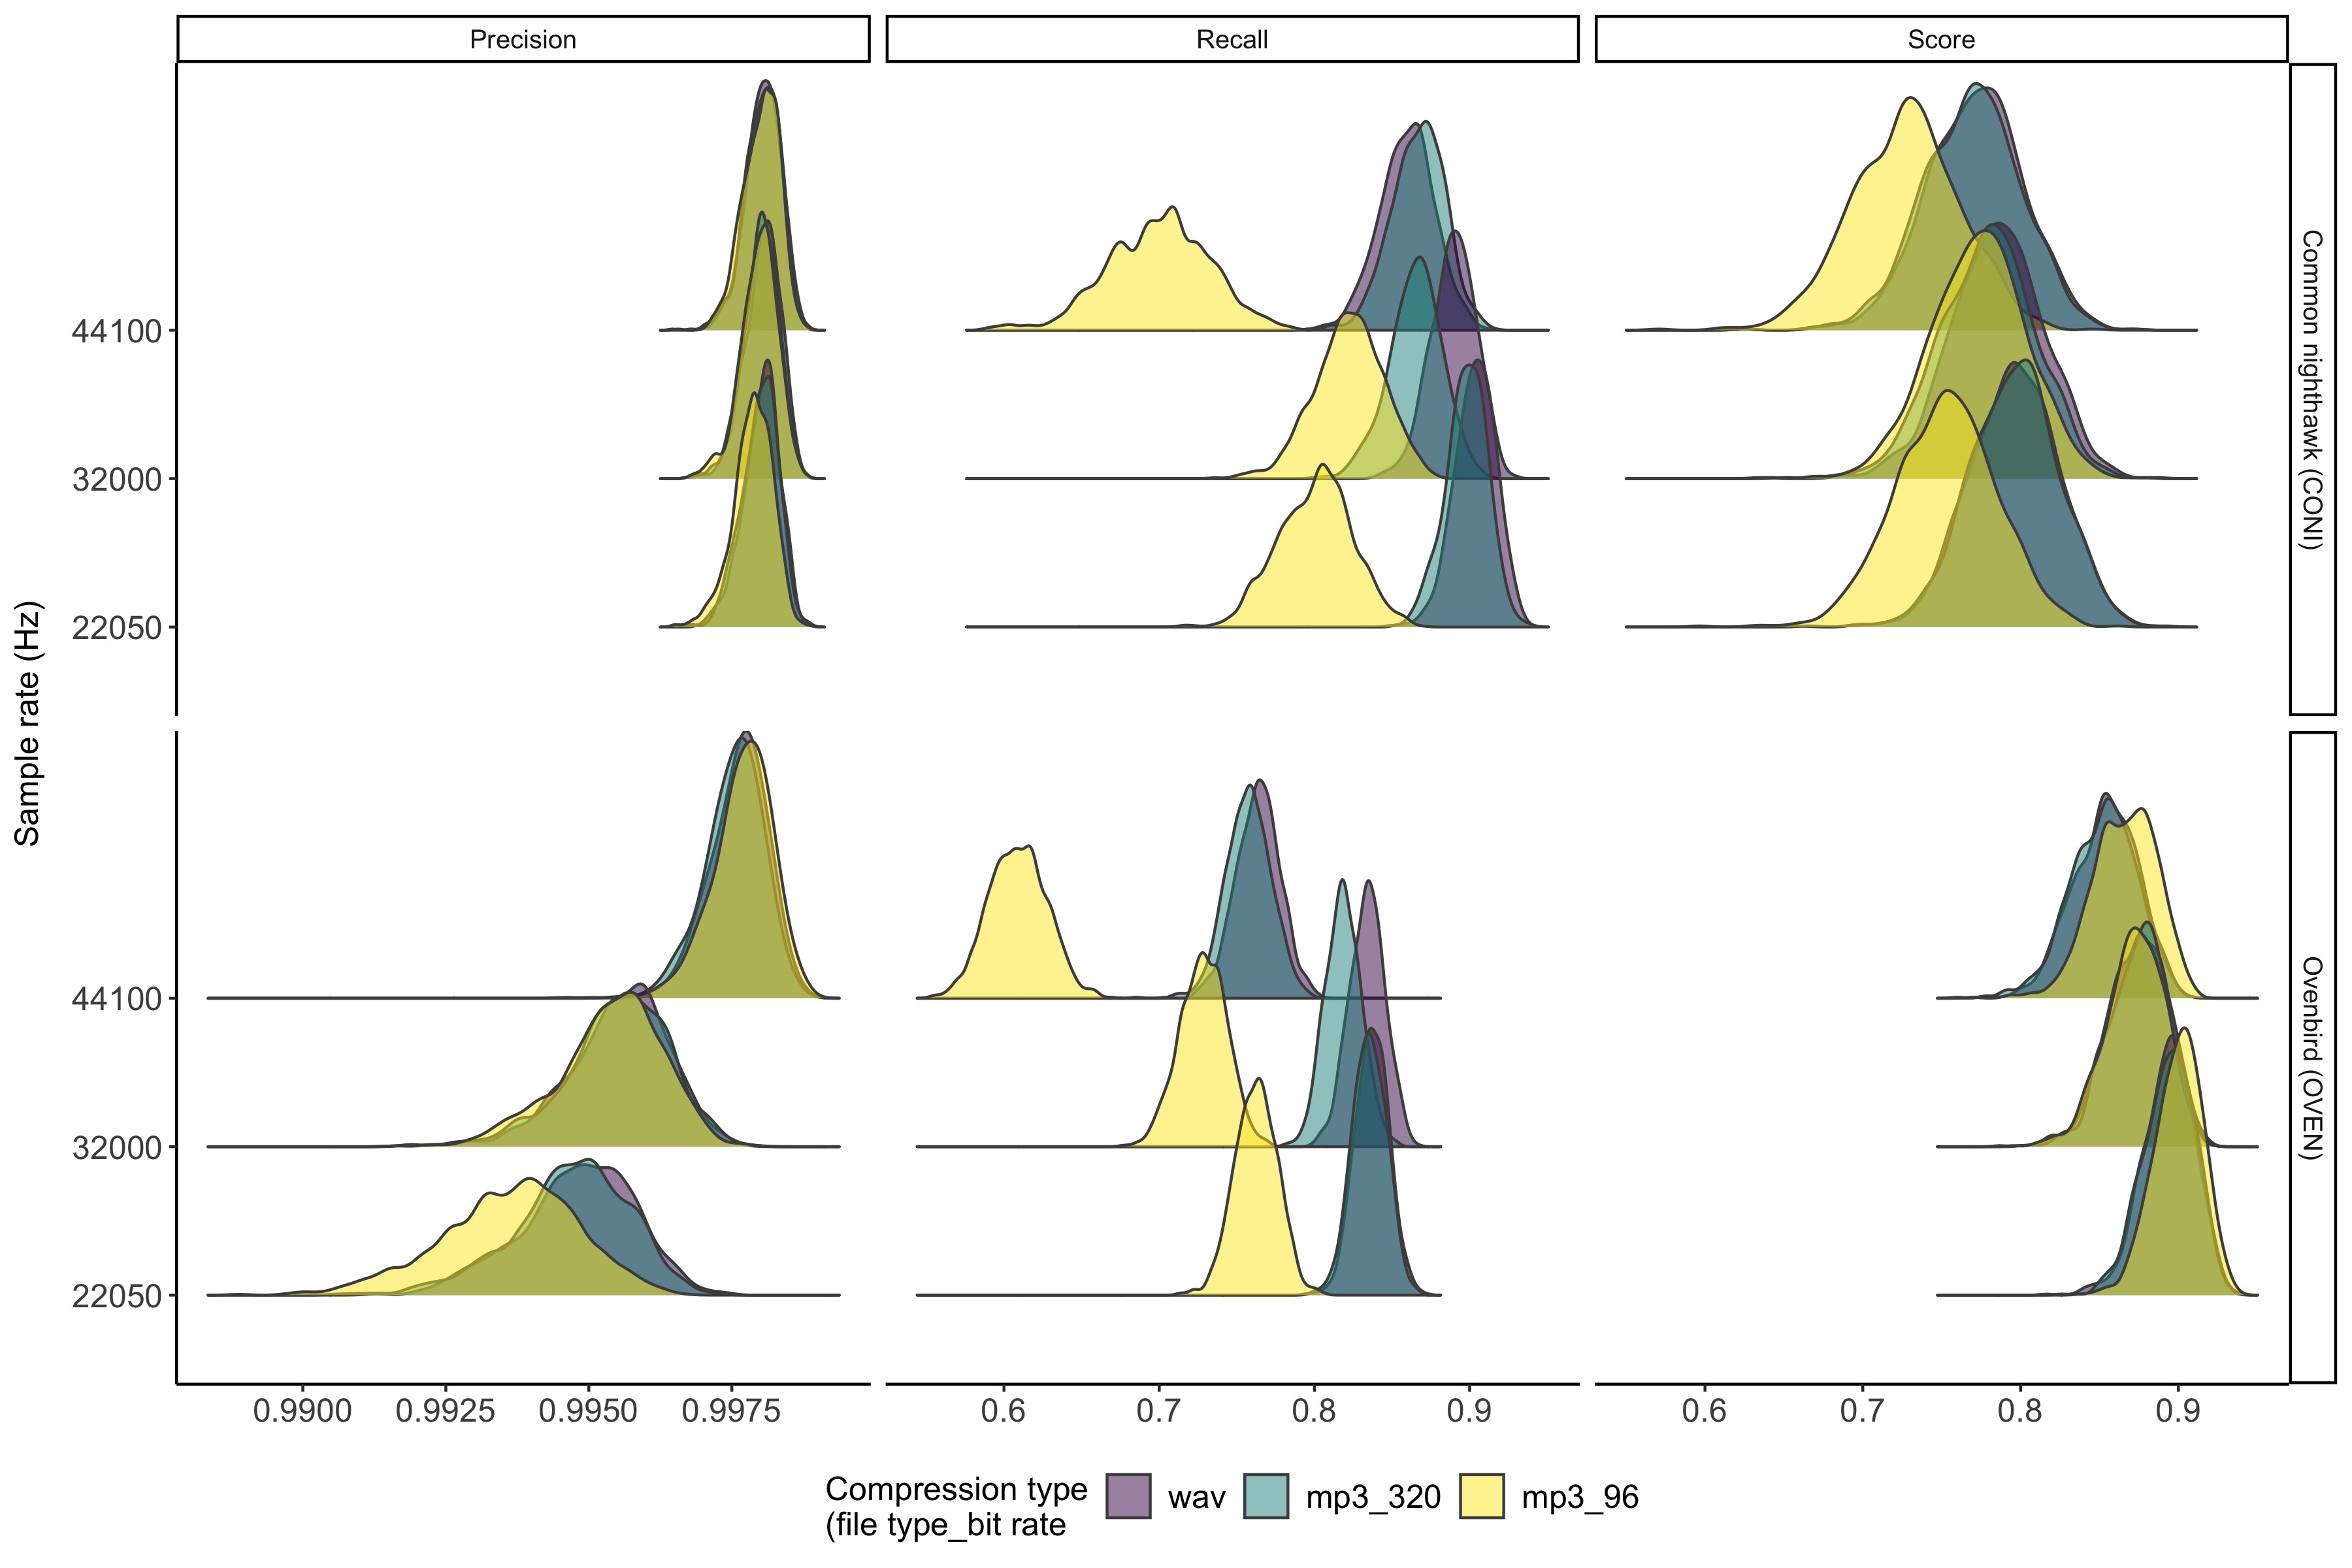 Precision
Recall
Score
Sample rate (Hz)
44100
32000
22050
Common nighthawk (CONI)
44100
32000
22050
Ovenbird (OVEN)
0.9900
0.9925
0.9950
0.9975
0.6
0.7
0.8
0.9
0.6
0.7
0.8
0.9
Compression type
(file type_bit rate
wav
mp3_320
mp3_96